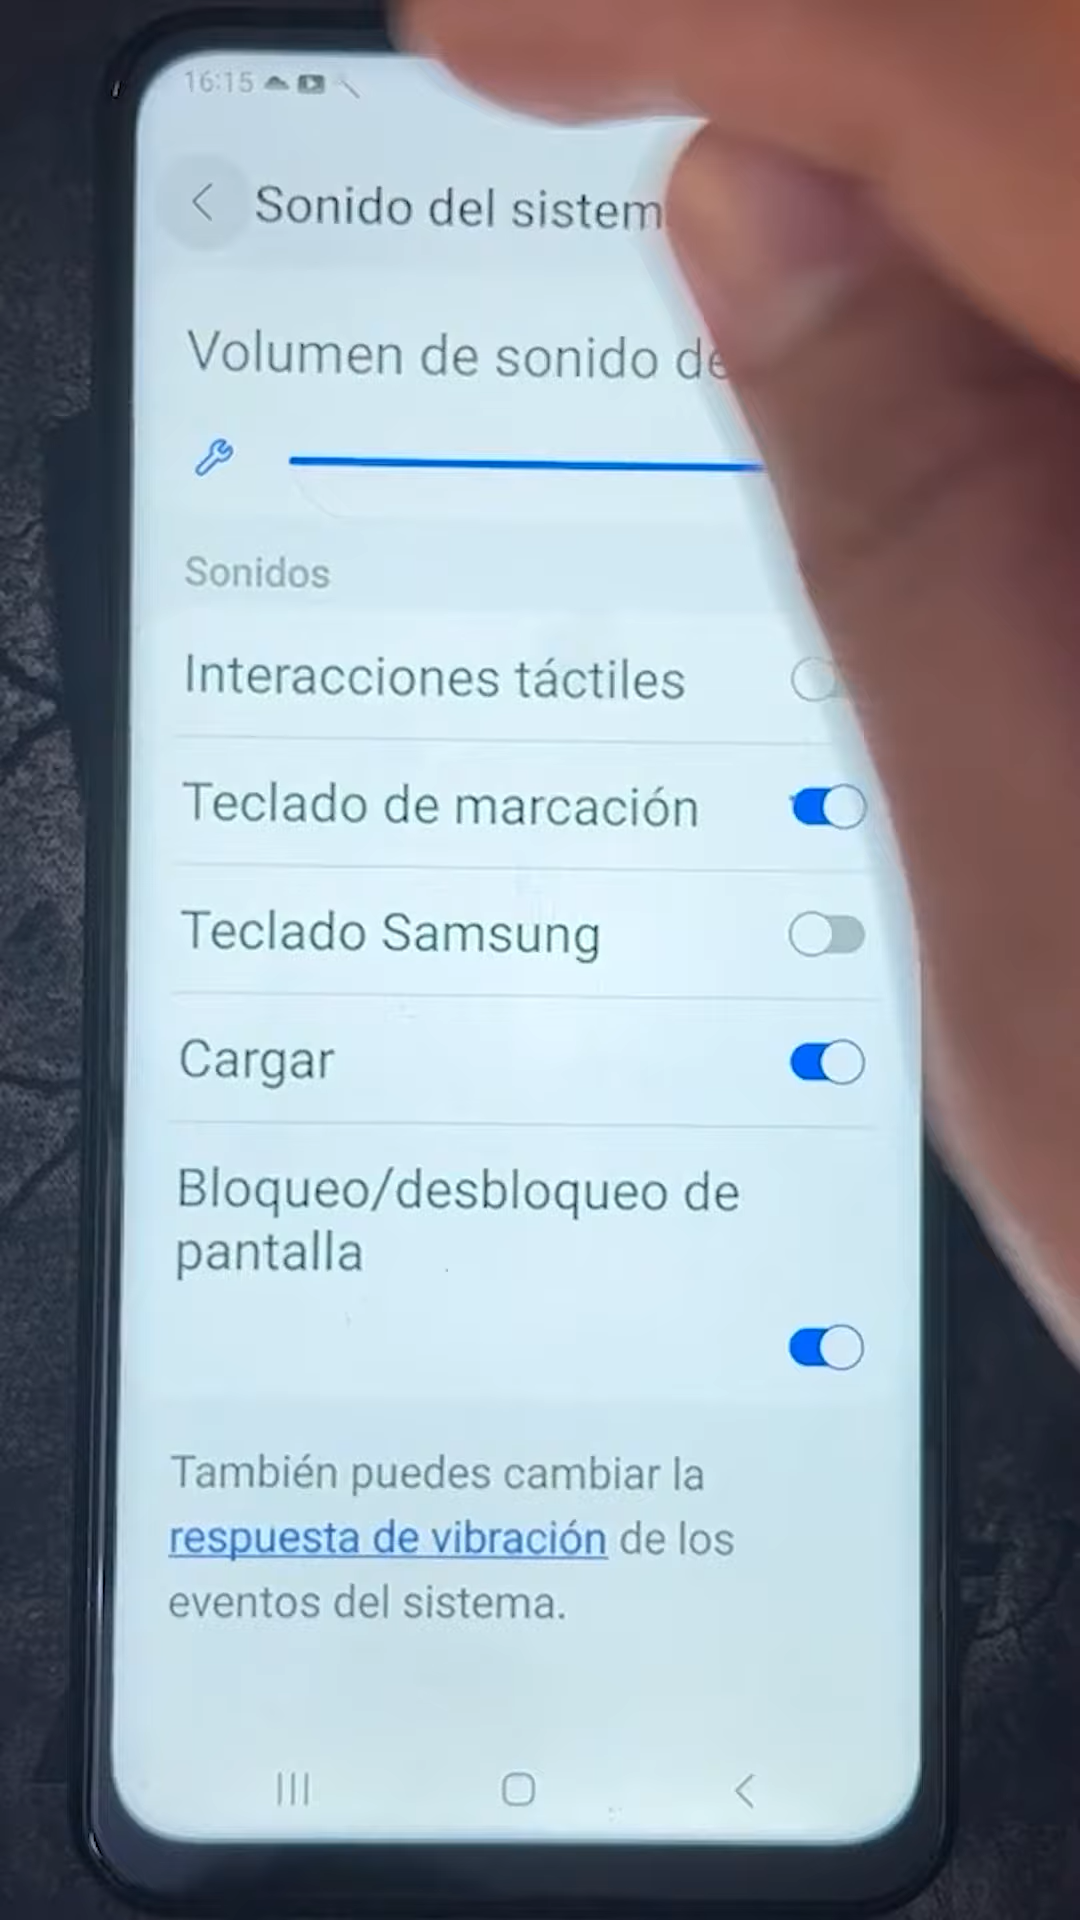 16:15
Sonido del sistem
Volumen de sonido de
Sonidos
Interacciones táctiles
Teclado de marcación
Teclado Samsung
Cargar
Bloqueo/desbloqueo de
pantalla
También puedes cambiar la
respuesta de vibración de los
eventos del sistema.